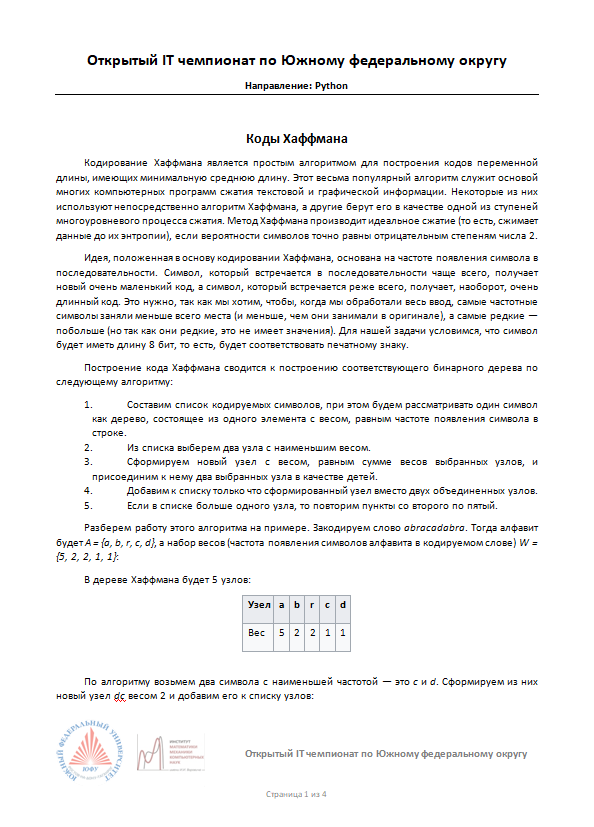 Открытый IT чемпионат по Южному федеральному округу
Направление: Python
Коды Хаффмана
Кодирование Хаффмана является простым алгоритмом для построения кодов переменной
длины, имеющих минимальную среднюю длину. Этот весьма популярный алгоритм служит основой
многих компьютерных программ сжатия текстовой и графической информации. Некоторые из них
используют непосредственно алгоритм Хаффмана, а другие берут его в качестве одной из ступеней
многоуровневого процесса сжатия. Метод Хаффмана производит идеальное сжатие (то есть, сжимает
данные до их энтропии), если вероятности символов точно равны отрицательным степеням числа 2.
Идея, положенная в основу кодировании Хаффмана, основана на частоте появления символа в
последовательности. Символ, который встречается в последовательности чаще всего, получает
новый очень маленький код, а символ, который встречается реже всего, получает, наоборот, очень
длинный код. Это нужно, так как мы хотим, чтобы, когда мы обработали весь ввод, самые частотные
символы заняли меньше всего места (и меньше, чем они занимали в оригинале), а самые редкие —
побольше (но так как они редкие, это не имеет значения). Для нашей задачи условимся, что символ
будет иметь длину 8 бит, то есть, будет соответствовать печатному знаку.
Построение кода Хаффмана сводится к построению соответствующего бинарного дерева по
следующему алгоритму:
1. Составим список кодируемых символов, при этом будем рассматривать один символ
как дерево, состоящее из одного элемента с весом, равным частоте появления символа в
строке.
2. Из списка выберем два узла с наименьшим весом.
3. Сформируем новый узел с весом, равным сумме весов выбранных узлов, и
присоединим к нему два выбранных узла в качестве детей.
4. Добавим к списку только что сформированный узел вместо двух объединенных узлов.
5. Если в списке больше одного узла, то повторим пункты со второго по пятый.
Разберем работу этого алгоритма на примере. Закодируем слово abracadabra. Тогда алфавит
будет A = {a, b, r, c, d}, а набор весов (частота появления символов алфавита в кодируемом слове) W =
{5, 2, 2, 1, 1}:
В дереве Хаффмана будет 5 узлов:
Узел a b r c d
Вес 5 2 2 1 1
По алгоритму возьмем два символа с наименьшей частотой — это c и d. Сформируем из них
новый узел dc весом 2 и добавим его к списку узлов:
ЮЖНЫЙ ФЕДЕРАЛЬНЫЙ УНИВЕРСИТЕТ
ЮФУ
ИНСТИТУТ
МАТЕМАТИКИ
МЕХАНИКИ
КОМПЬЮТЕРНЫХ
НАУК
Открытый IT чемпионат по Южному федеральному округу
Страница 1 из 4